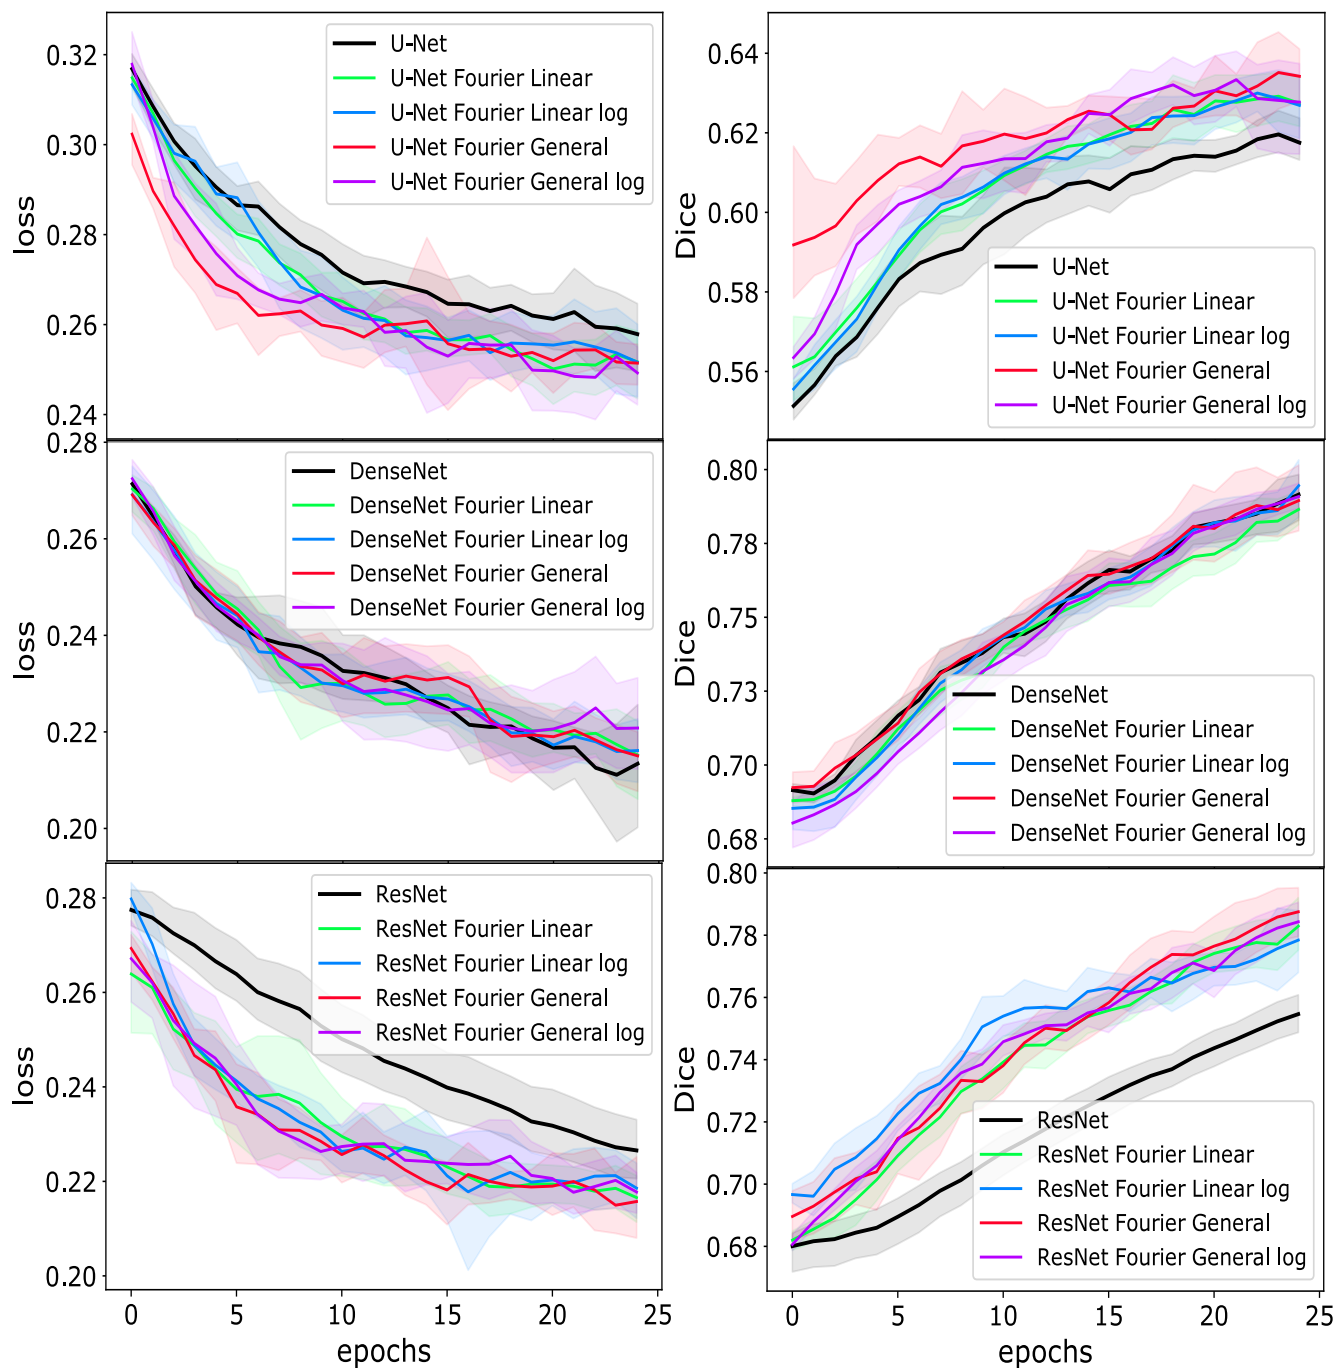 0.32
0.30
0.28
0.26
0.24
loss
U-Net
U-Net Fourier Linear
U-Net Fourier Linear log
U-Net Fourier General
U-Net Fourier General log
0.64
0.62
0.60
0.58
0.56
Dice
U-Net
U-Net Fourier Linear
U-Net Fourier Linear log
U-Net Fourier General
U-Net Fourier General log
0.28
0.26
0.24
0.22
0.20
loss
DenseNet
DenseNet Fourier Linear
DenseNet Fourier Linear log
DenseNet Fourier General
DenseNet Fourier General log
0.80
0.78
0.75
0.73
0.70
0.68
Dice
DenseNet
DenseNet Fourier Linear
DenseNet Fourier Linear log
DenseNet Fourier General
DenseNet Fourier General log
0.28
0.26
0.24
0.22
0.20
loss
ResNet
ResNet Fourier Linear
ResNet Fourier Linear log
ResNet Fourier General
ResNet Fourier General log
0 5 10 15 20 25
epochs
0.80
0.78
0.76
0.74
0.72
0.70
0.68
Dice
ResNet
ResNet Fourier Linear
ResNet Fourier Linear log
ResNet Fourier General
ResNet Fourier General log
0 5 10 15 20 25
epochs